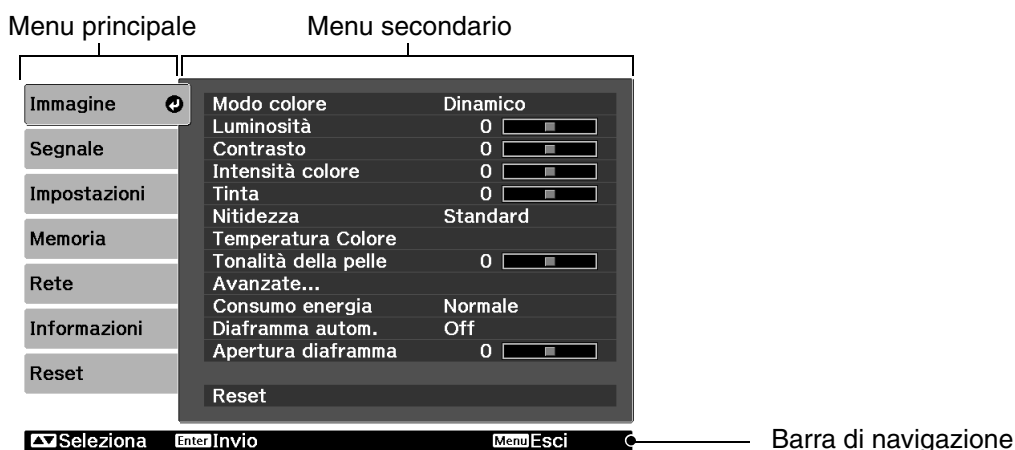 Menu principale Menu secondario
Immagine
Segnale
Impostazioni
Memoria
Rete
Informazioni
Reset
Modo colore Dinamico
Luminosità 0
Contrasto 0
Intensità colore 0
Tinta 0
Nitidezza Standard
Temperatura Colore
Tonalità della pelle 0
Avanzate...
Consumo energia Normale
Diaframma autom. Off
Apertura diaframma 0
Reset
Seleziona Enter Invio Menu Esci
Barra di navigazione